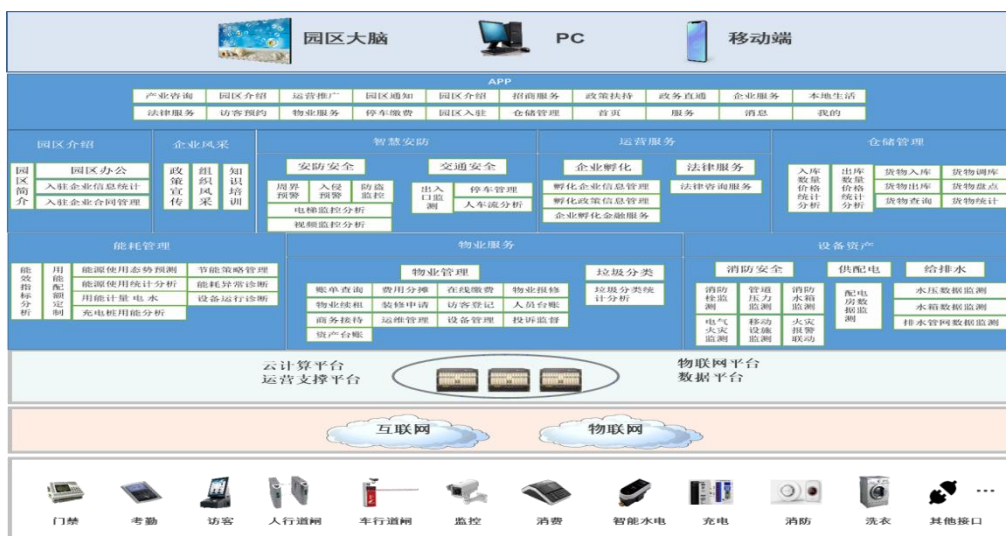 园区大脑
PC
移动端
APP
产业咨询 园区介绍 运营推广 园区通知 园区介绍 招商服务 政策扶持 政务直通 企业服务 本地生活
法律服务 访客预约 物业服务 停车缴费 园区入驻 仓储管理 首页 服务 消息 我的
园区介绍
园区简介
园区办公
入驻企业信息统计
入驻企业合同管理
企业风采
政策宣传
组织风采
知识培训
智慧安防
安防安全
周界预警
入侵预警
防盗监控
电梯监控分析
视频监控分析
交通安全
出入口监测
停车管理
人车流分析
运营服务
企业孵化
孵化企业信息管理
孵化政策信息管理
企业孵化金融服务
法律服务
法律咨询服务
仓储管理
入库数量价格统计分析
出库数量价格统计分析
货物入库 货物调库
货物出库 货物盘点
货物查询 货物统计
能耗管理
能效指标分析
用能配额定制
能源使用态势预测 节能策略管理
能源使用统计分析 能耗异常诊断
用能计量电水 设备运行诊断
充电桩用能分析
物业服务
物业管理
账单查询 费用分摊 在线缴费 物业报修
物业续租 装修申请 访客登记 人员台账
商务接待 运维管理 设备管理 投诉监督
资产台账
垃圾分类
垃圾分类统计分析
设备资产
消防安全
消防栓监测
管道压力监测
消防水箱监测
电气火灾监测
移动设施监测
火灾报警联动
供配电
配电房数据监测
给排水
水压数据监测
水箱数据监测
排水管网数据监测
云计算平台
运营支撑平台
物联网平台
数据平台
互联网
物联网
门禁 考勤 访客 人行道闸 车行道闸 监控 消费 智能水电 充电 消防 洗衣 其他接口
…